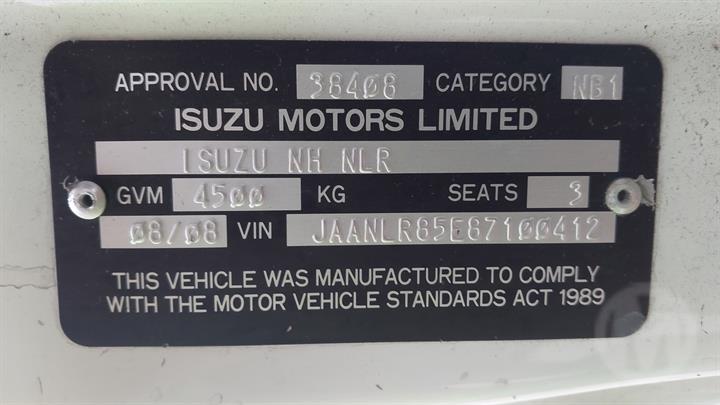 APPROVAL NO. 38408 CATEGORY NB1
ISUZU MOTORS LIMITED
ISUZU NH NLR
GVM 4500 KG SEATS 3
08/08 VIN JAANLR85E87100412
THIS VEHICLE WAS MANUFACTURED TO COMPLY
WITH THE MOTOR VEHICLE STANDARDS ACT 1989